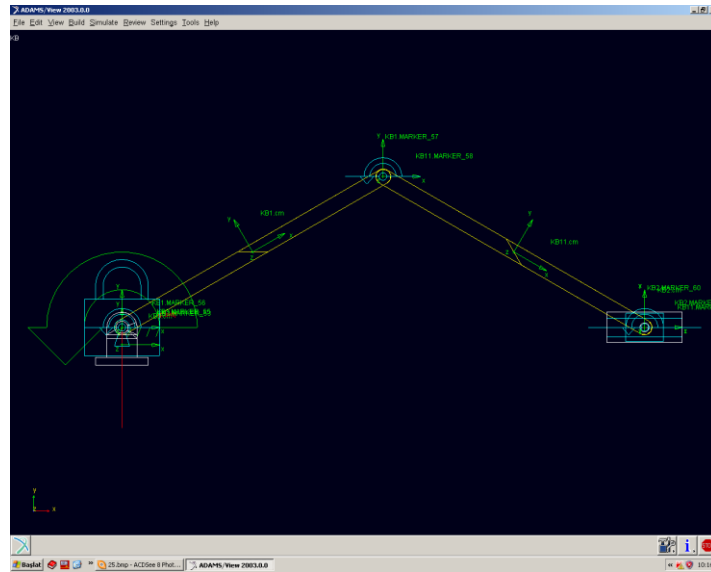 ADAMS/View 2003.0.0
File Edit View Build Simulate Review Settings Tools Help
KB
Y KB1.MARKER_57
KB11.MARKER_58
x
Y KB1.cm
x
z
Y
KB11.cm
z
x
Y
KB1.MARKER_56
Y KB2.MARKER_60
x
Y
z x
Başlat
25.bmp - ACDSee 8 Phot...
ADAMS/View 2003.0.0